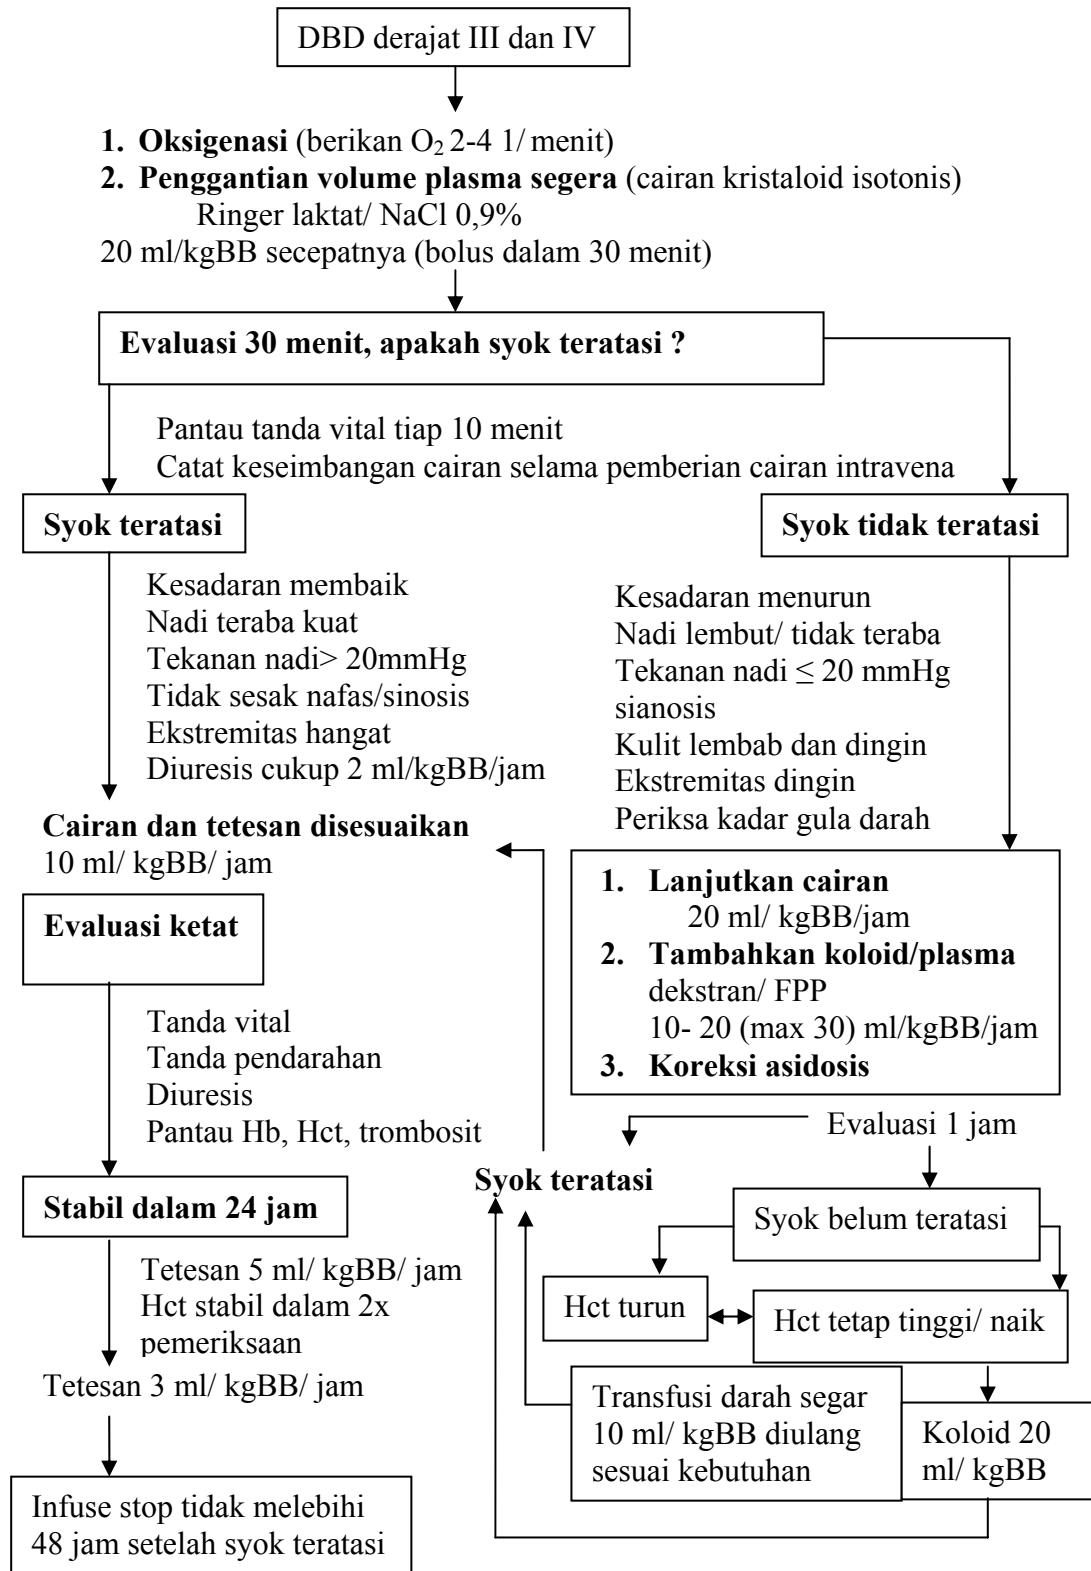 DBD derajat III dan IV
1. Oksigenasi (berikan O₂ 2-4 1/ menit)
2. Penggantian volume plasma segera (cairan kristaloid isotonis)
Ringer laktat/ NaCl 0,9%
20 ml/kgBB secepatnya (bolus dalam 30 menit)
Evaluasi 30 menit, apakah syok teratasi ?
Pantau tanda vital tiap 10 menit
Catat keseimbangan cairan selama pemberian cairan intravena
Syok teratasi
Kesadaran membaik
Nadi teraba kuat
Tekanan nadi> 20mmHg
Tidak sesak nafas/sinosis
Ekstremitas hangat
Diuresis cukup 2 ml/kgBB/jam
Cairan dan tetesan disesuaikan
10 ml/ kgBB/ jam
Evaluasi ketat
Tanda vital
Tanda pendarahan
Diuresis
Pantau Hb, Hct, trombosit
Stabil dalam 24 jam
Tetesan 5 ml/ kgBB/ jam
Hct stabil dalam 2x
pemeriksaan
Tetesan 3 ml/ kgBB/ jam
Infuse stop tidak melebihi
48 jam setelah syok teratasi
Syok tidak teratasi
Kesadaran menurun
Nadi lembut/ tidak teraba
Tekanan nadi ≤ 20 mmHg
sianosis
Kulit lembab dan dingin
Ekstremitas dingin
Periksa kadar gula darah
1. Lanjutkan cairan
20 ml/ kgBB/jam
2. Tambahkan koloid/plasma
dekstran/ FPP
10- 20 (max 30) ml/kgBB/jam
3. Koreksi asidosis
Evaluasi 1 jam
Syok teratasi
Syok belum teratasi
Hct turun
Hct tetap tinggi/ naik
Transfusi darah segar
10 ml/ kgBB diulang
sesuai kebutuhan
Koloid 20
ml/ kgBB